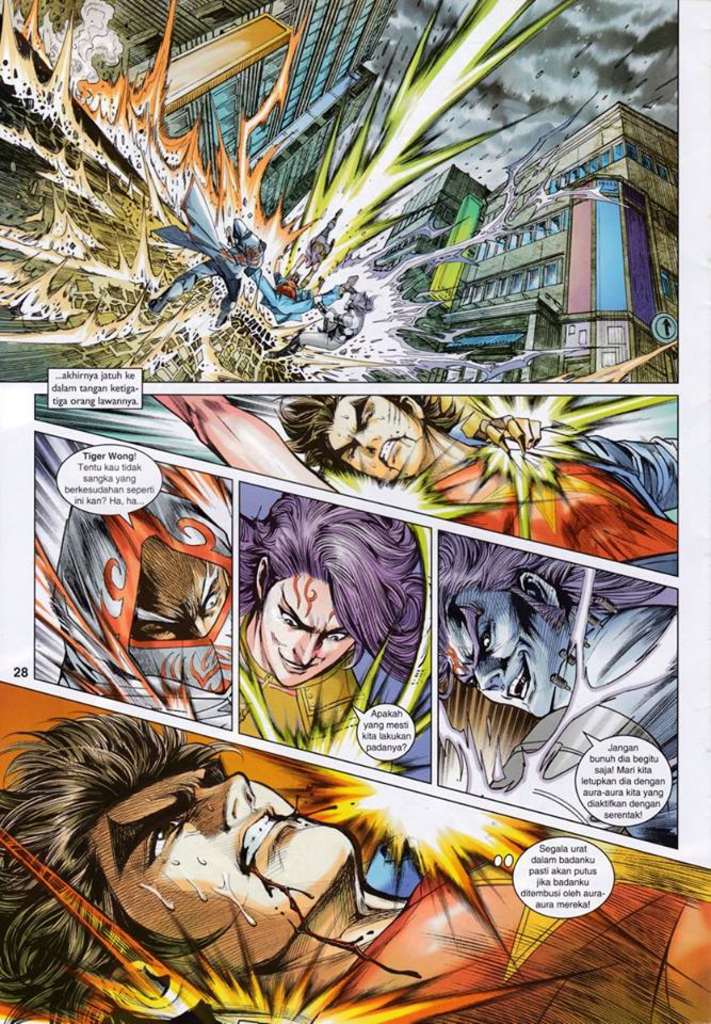 ...akhirnya jatuh ke
dalam tangan ketiga-
tiga orang lawannya.
Tiger Wong!
Tentu kau tidak
sangka yang
berkesudahan seperti
ini kan? Ha, ha...
28
Apakah
yang mesti
kita lakukan
padanya?
Jangan
bunuh dia begitu
saja! Mari kita
letupkan dia dengan
aura-aura kita yang
diaktifkan dengan
serentak!
Segala urat
dalam badanku
pasti akan putus
jika badanku
ditembusi oleh aura-
aura mereka!